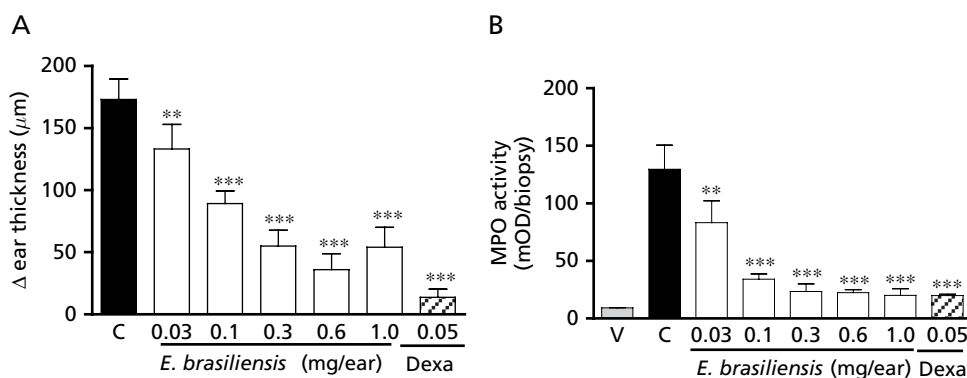 A
Δ ear thickness (μm)
200
150
100
50
0
**
***
***
***
***
***
C 0.03 0.1 0.3 0.6 1.0 0.05
E. brasiliensis (mg/ear) Dexa
B
MPO activity
(mOD/biopsy)
200
150
100
50
0
**
***
***
***
***
***
V C 0.03 0.1 0.3 0.6 1.0 0.05
E. brasiliensis (mg/ear) Dexa